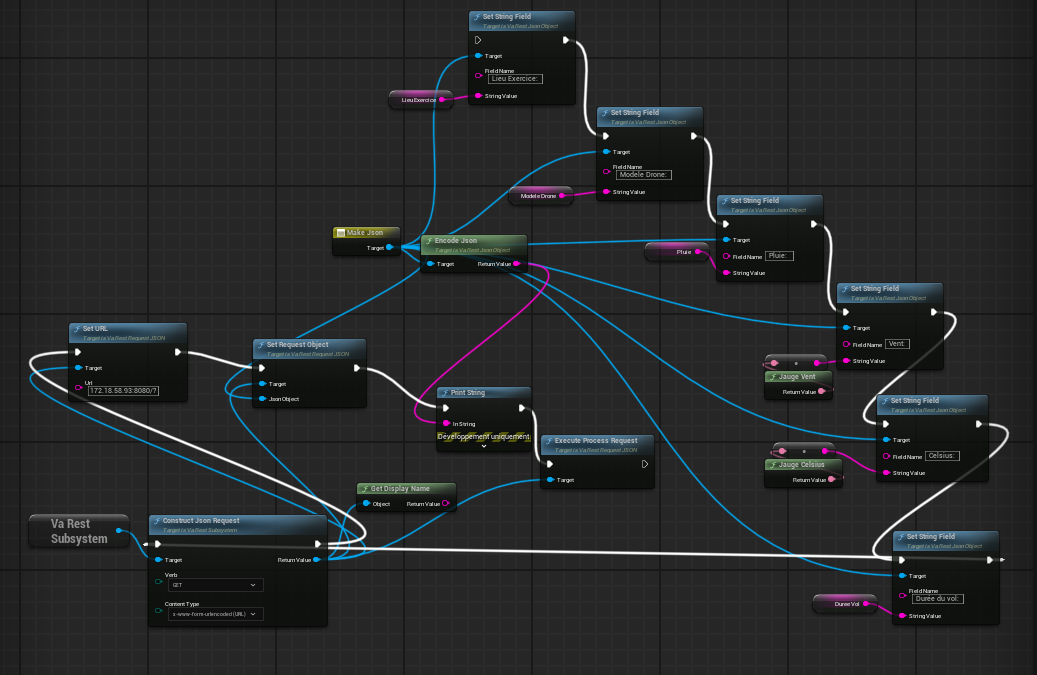 Set String Field
Target is Va Rest Json Object
Target
Field Name
Lieu Exercice:
String Value
Lieu Exercice
Set String Field
Target is Va Rest Json Object
Target
Field Name
Modele Drone:
String Value
Modele Drone
Set String Field
Target is Va Rest Json Object
Target
Field Name
Pluie:
String Value
Pluie
Make Json
Target
Encode Json
Target is Va Rest Json Object
Target
Return Value
Set String Field
Target is Va Rest Json Object
Target
Field Name
Vent:
String Value
Jauge Vent
Return Value
Set URL
Target is Va Rest Request JSON
Target
Url
172.18.58.93:8080/?
Set Request Object
Target is Va Rest Request JSON
Target
Json Object
Print String
In String
Développement uniquement
Execute Process Request
Target is Va Rest Request JSON
Target
Set String Field
Target is Va Rest Json Object
Target
Field Name
Celsius:
String Value
Jauge Celsius
Return Value
Get Display Name
Object
Return Value
Va Rest
Subsystem
Construct Json Request
Target is Va Rest Subsystem
Target
Return Value
Verb
GET
Content Type
x-www-form-urlencoded (URL)
Set String Field
Target is Va Rest Json Object
Target
Field Name
Durée du vol:
String Value
Duree Vol